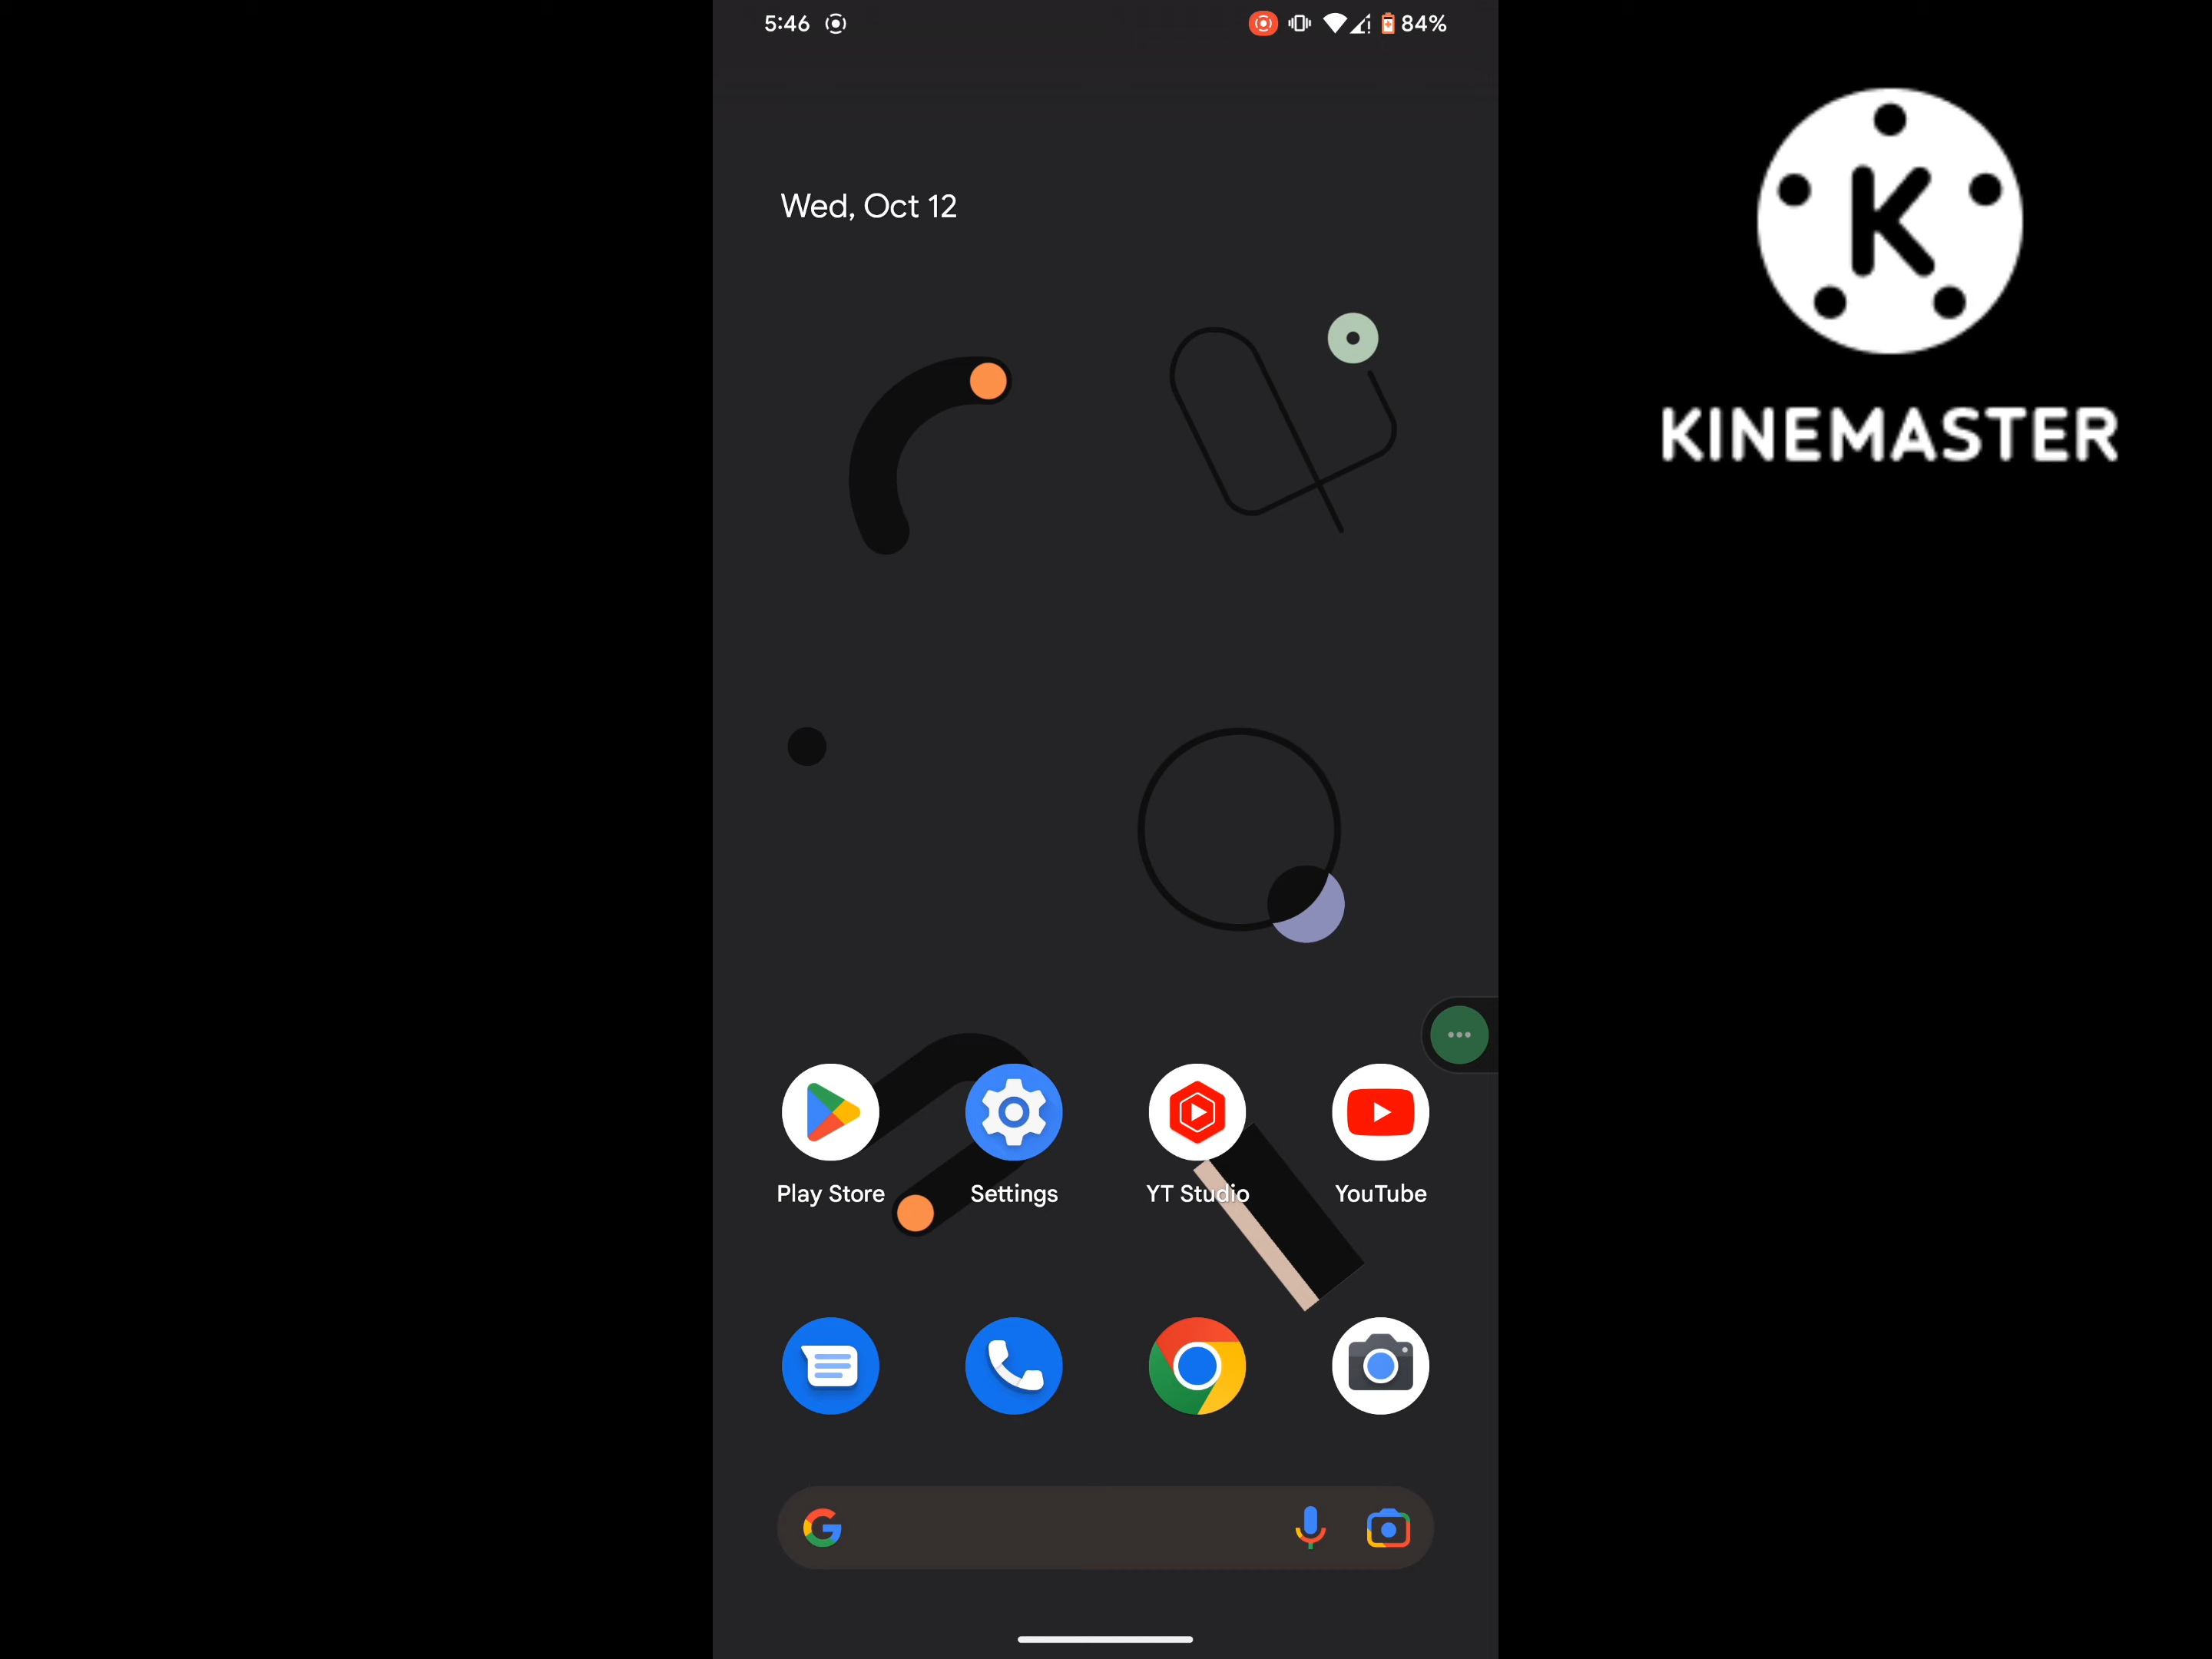 5:46
84%
Wed, Oct 12
KINEMASTER
Play Store
Settings
YT Studio
YouTube